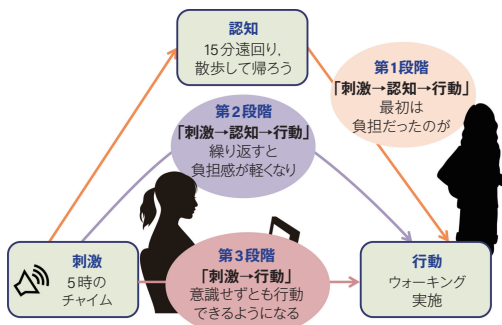 認知
15分遠回り，
散歩して帰ろう
第1段階
「刺激→認知→行動」
最初は
負担だったのが
第2段階
「刺激→認知→行動」
繰り返すと
負担感が軽くなり
刺激
5時の
チャイム
第3段階
「刺激→行動」
意識せずとも行動
できるようになる
行動
ウォーキング
実施